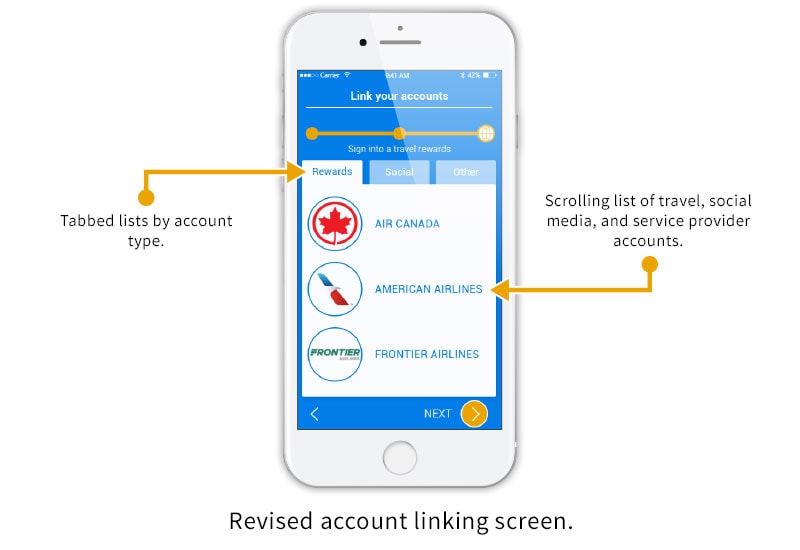 Carrier 9:41 AM 42%
Link your accounts
Sign into a travel rewards
Rewards Social Other
AIR CANADA
AMERICAN AIRLINES
FRONTIER
AIRLINES
FRONTIER AIRLINES
NEXT
Tabbed lists by account
type.
Scrolling list of travel, social
media, and service provider
accounts.
Revised account linking screen.